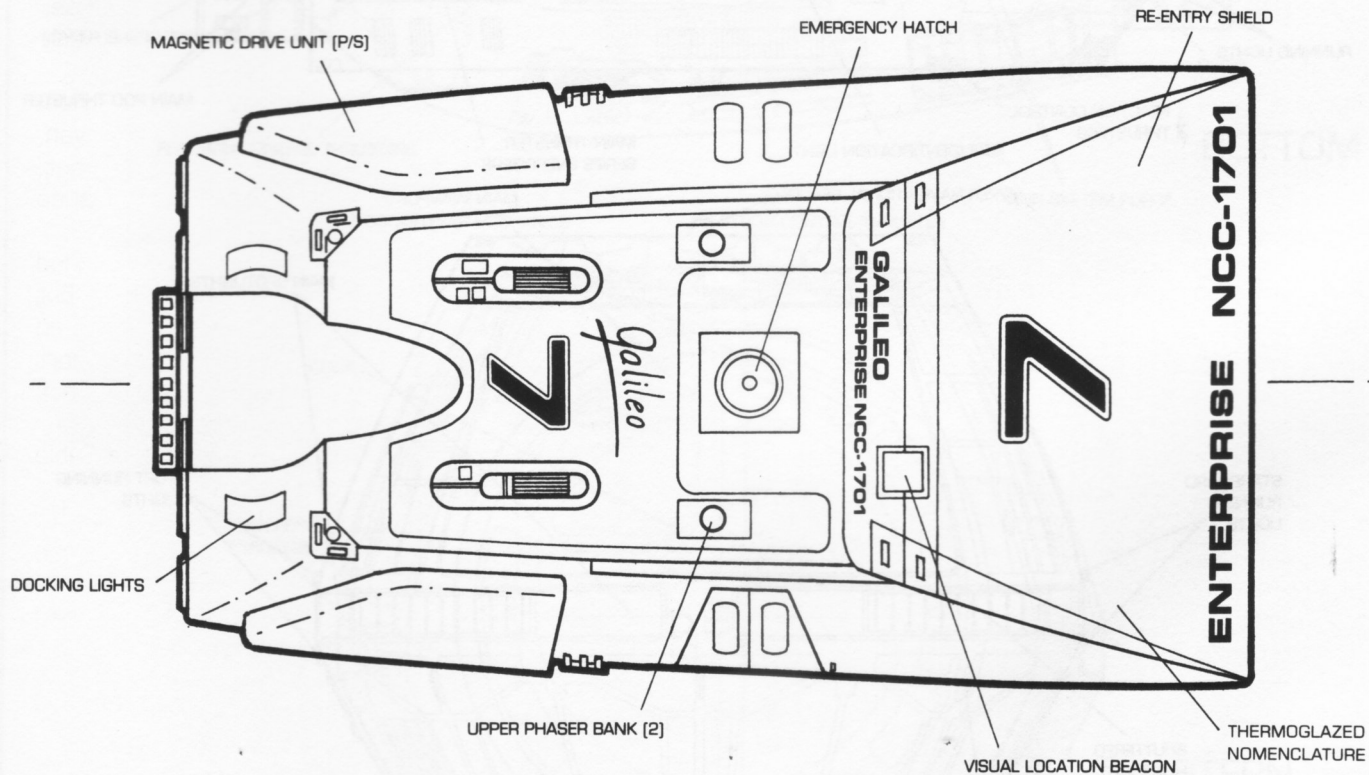 RE-ENTRY SHIELD
EMERGENCY HATCH
MAGNETIC DRIVE UNIT [P/S]
7
Galileo
GALILEO
ENTERPRISE NCC-1701
7
ENTERPRISE NCC-1701
DOCKING LIGHTS
UPPER PHASER BANK [2]
VISUAL LOCATION BEACON
THERMOGLAZED
NOMENCLATURE